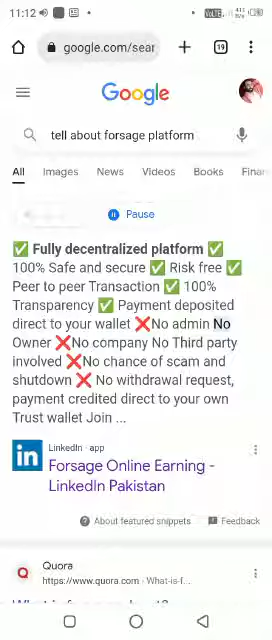 11:12
google.com/sear
19
Google
tell about forsage platform
All Images News Videos Books Finan
Pause
✅ Fully decentralized platform ✅
100% Safe and secure ✅ Risk free ✅
Peer to peer Transaction ✅ 100%
Transparency ✅ Payment deposited
direct to your wallet ❌No admin No
Owner ❌No company No Third party
involved ❌No chance of scam and
shutdown ❌ No withdrawal request,
payment credited direct to your own
Trust wallet Join ...
in
LinkedIn · app
Forsage Online Earning -
LinkedIn Pakistan
About featured snippets Feedback
Quora
https://www.quora.com · What-is-f...